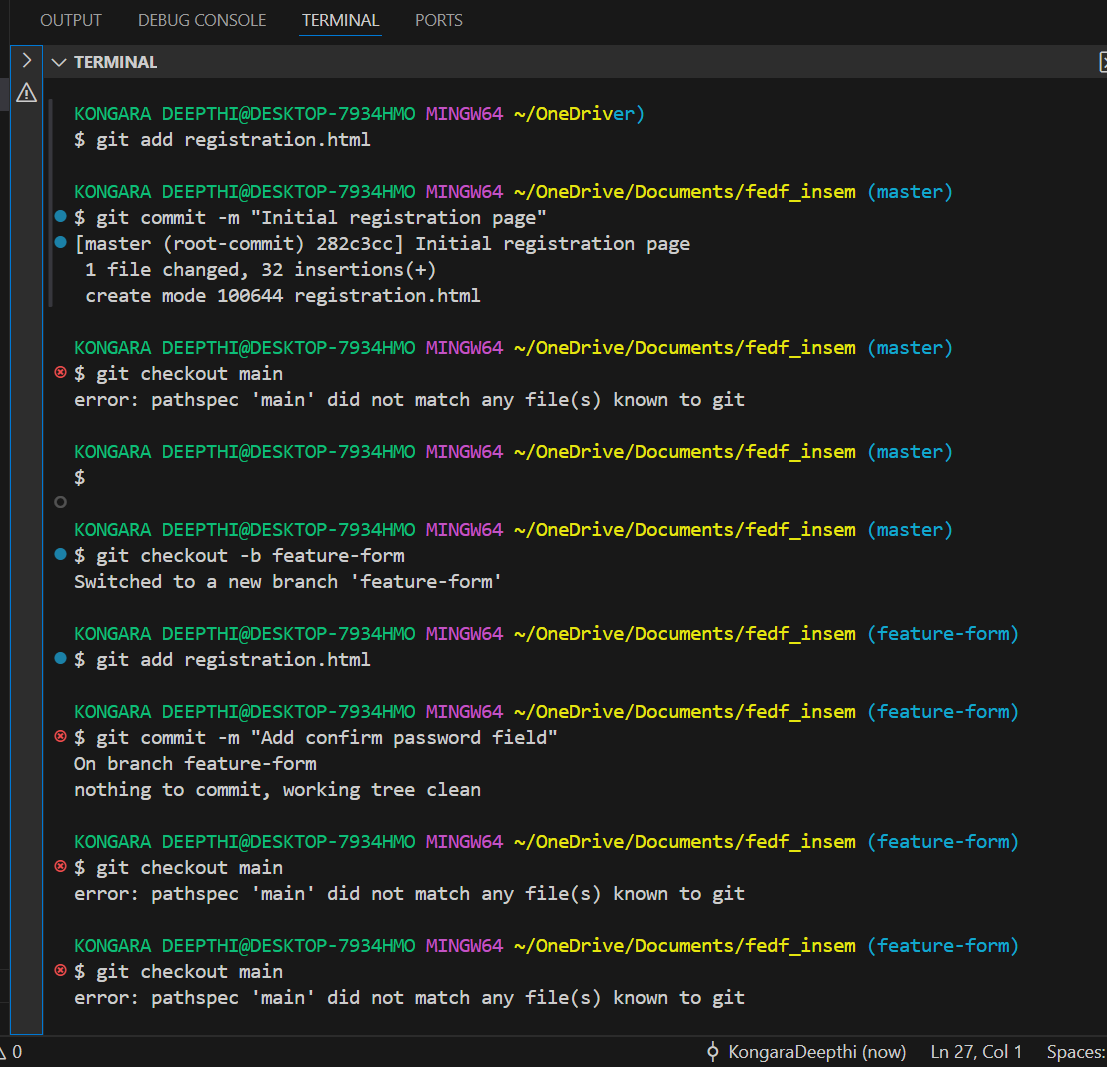 OUTPUT DEBUG CONSOLE TERMINAL PORTS
TERMINAL
KONGARA DEEPTHI@DESKTOP-7934HMO MINGW64 ~/OneDriver)
$ git add registration.html
KONGARA DEEPTHI@DESKTOP-7934HMO MINGW64 ~/OneDrive/Documents/fedf_insem (master)
$ git commit -m "Initial registration page"
[master (root-commit) 282c3cc] Initial registration page
1 file changed, 32 insertions(+)
create mode 100644 registration.html
KONGARA DEEPTHI@DESKTOP-7934HMO MINGW64 ~/OneDrive/Documents/fedf_insem (master)
$ git checkout main
error: pathspec 'main' did not match any file(s) known to git
KONGARA DEEPTHI@DESKTOP-7934HMO MINGW64 ~/OneDrive/Documents/fedf_insem (master)
$
KONGARA DEEPTHI@DESKTOP-7934HMO MINGW64 ~/OneDrive/Documents/fedf_insem (master)
$ git checkout -b feature-form
Switched to a new branch 'feature-form'
KONGARA DEEPTHI@DESKTOP-7934HMO MINGW64 ~/OneDrive/Documents/fedf_insem (feature-form)
$ git add registration.html
KONGARA DEEPTHI@DESKTOP-7934HMO MINGW64 ~/OneDrive/Documents/fedf_insem (feature-form)
$ git commit -m "Add confirm password field"
On branch feature-form
nothing to commit, working tree clean
KONGARA DEEPTHI@DESKTOP-7934HMO MINGW64 ~/OneDrive/Documents/fedf_insem (feature-form)
$ git checkout main
error: pathspec 'main' did not match any file(s) known to git
KONGARA DEEPTHI@DESKTOP-7934HMO MINGW64 ~/OneDrive/Documents/fedf_insem (feature-form)
$ git checkout main
error: pathspec 'main' did not match any file(s) known to git
0 KongaraDeepthi (now) Ln 27, Col 1 Spaces: